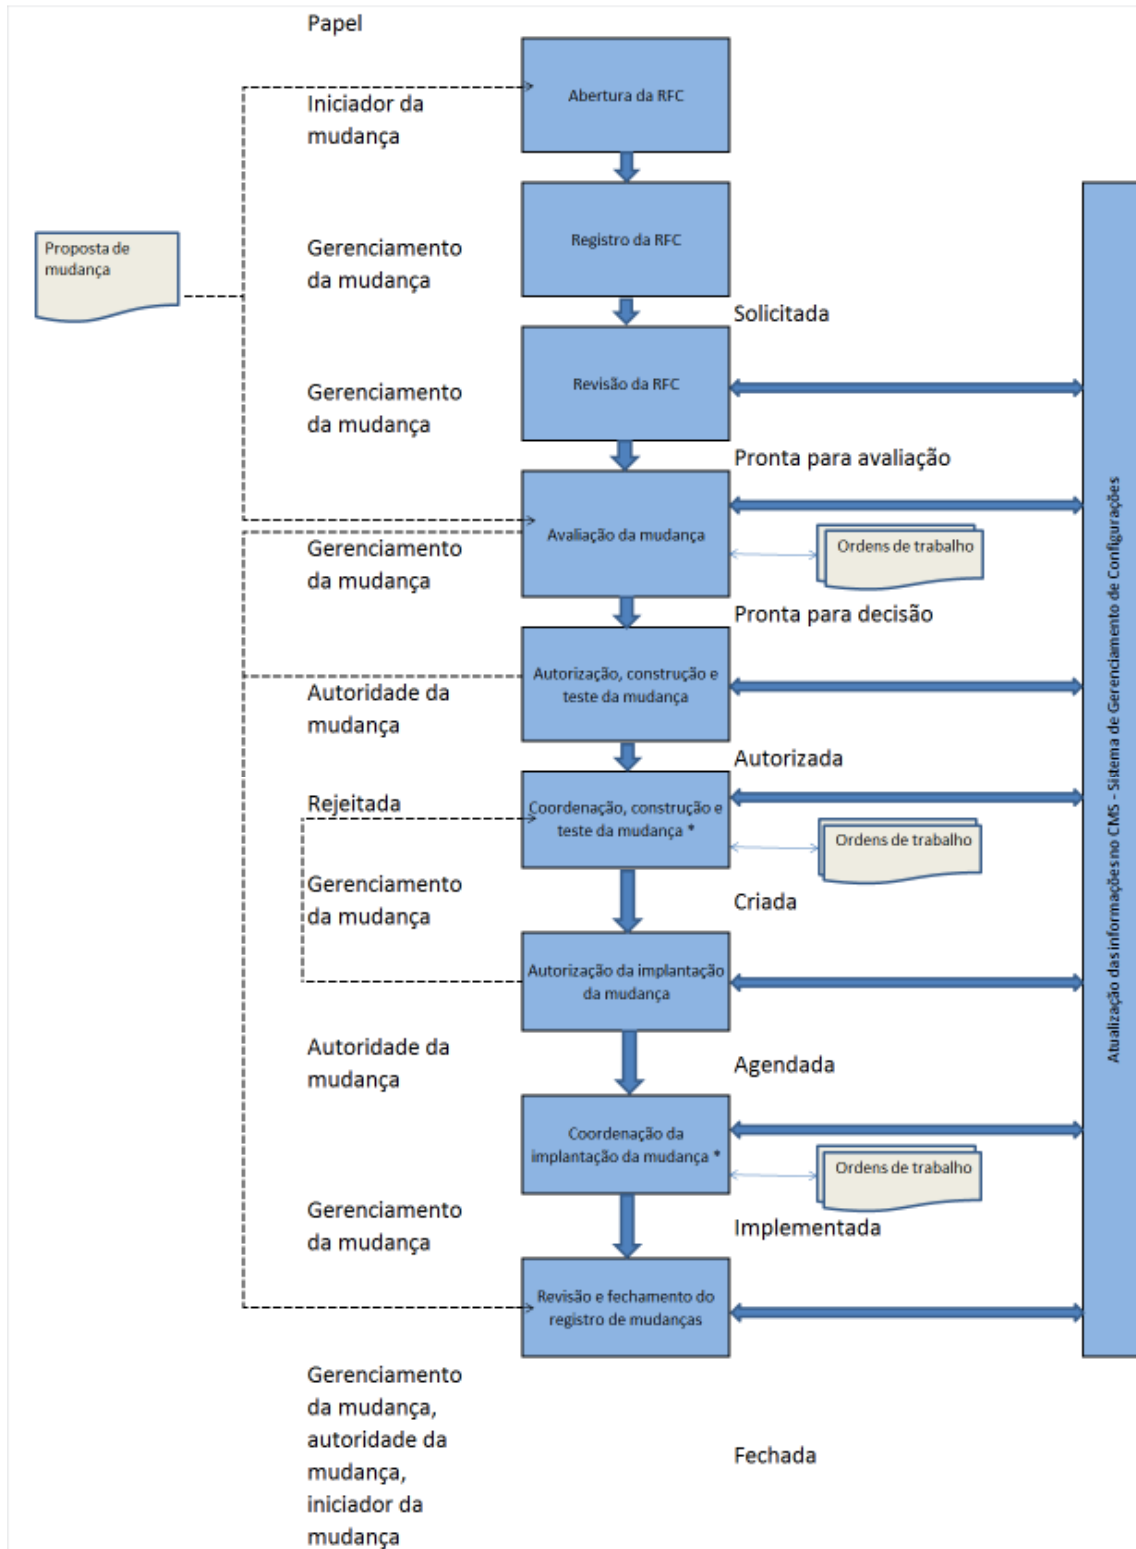 Papel
Abertura da RFC
Iniciador da
mudança
Proposta de
mudança
Registro da RFC
Gerenciamento
da mudança
Solicitada
Revisão da RFC
Gerenciamento
da mudança
Pronta para avaliação
Avaliação da mudança
Ordens de trabalho
Gerenciamento
da mudança
Pronta para decisão
Autorização, construção e
teste da mudança
Autoridade da
mudança
Autorizada
Rejeitada
Coordenação, construção e
teste da mudança *
Ordens de trabalho
Gerenciamento
da mudança
Criada
Autorização da implantação
da mudança
Autoridade da
mudança
Agendada
Coordenação da
implantação da mudança *
Ordens de trabalho
Gerenciamento
da mudança
Implementada
Revisão e fechamento do
registro de mudanças
Gerenciamento
da mudança,
autoridade da
mudança,
iniciador da
mudança
Fechada
Atualização das informações no CMS - Sistema de Gerenciamento de Configurações